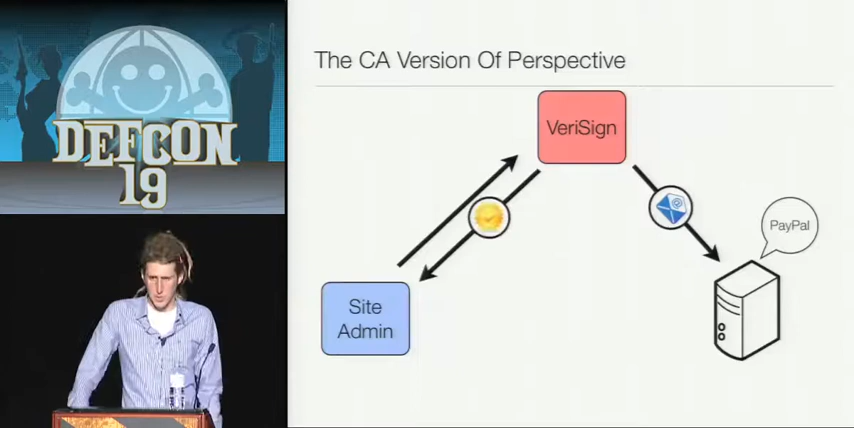 DEFCON
19
The CA Version Of Perspective
VeriSign
PayPal
Site
Admin